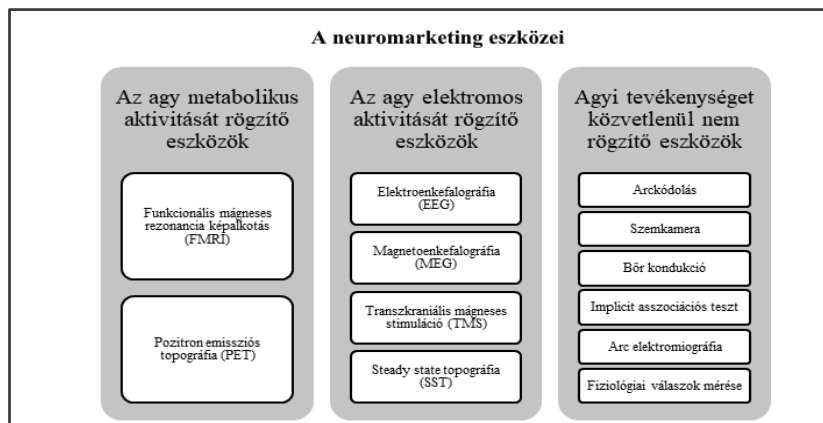 A neuromarketing eszközei
Az agy metabolikus
aktivitását rögzítő
eszközök
Funkcionális mágneses
rezonancia képalkotás
(FMRI)
Pozitron emissziós
topográfia (PET)
Az agy elektromos
aktivitását rögzítő
eszközök
Elektroenkefalográfia
(EEG)
Magnetoenkefalográfia
(MEG)
Transzkraniális mágneses
stimuláció (TMS)
Steady state topográfia
(SST)
Agyi tevékenységet
közvetlenül nem
rögzítő eszközök
Arckódolás
Szemkamera
Bőr kondukció
Implicit asszociációs teszt
Arc elektromiográfia
Fiziológiai válaszok mérése